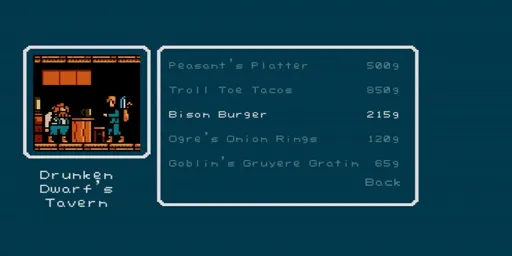 Peasant's Platter 500g
Troll Toe Tacos 850g
Bison Burger 215g
Ogre's Onion Rings 120g
Goblin's Gruyere Gratin 65g
Back
Drunken
Dwarf's
Tavern